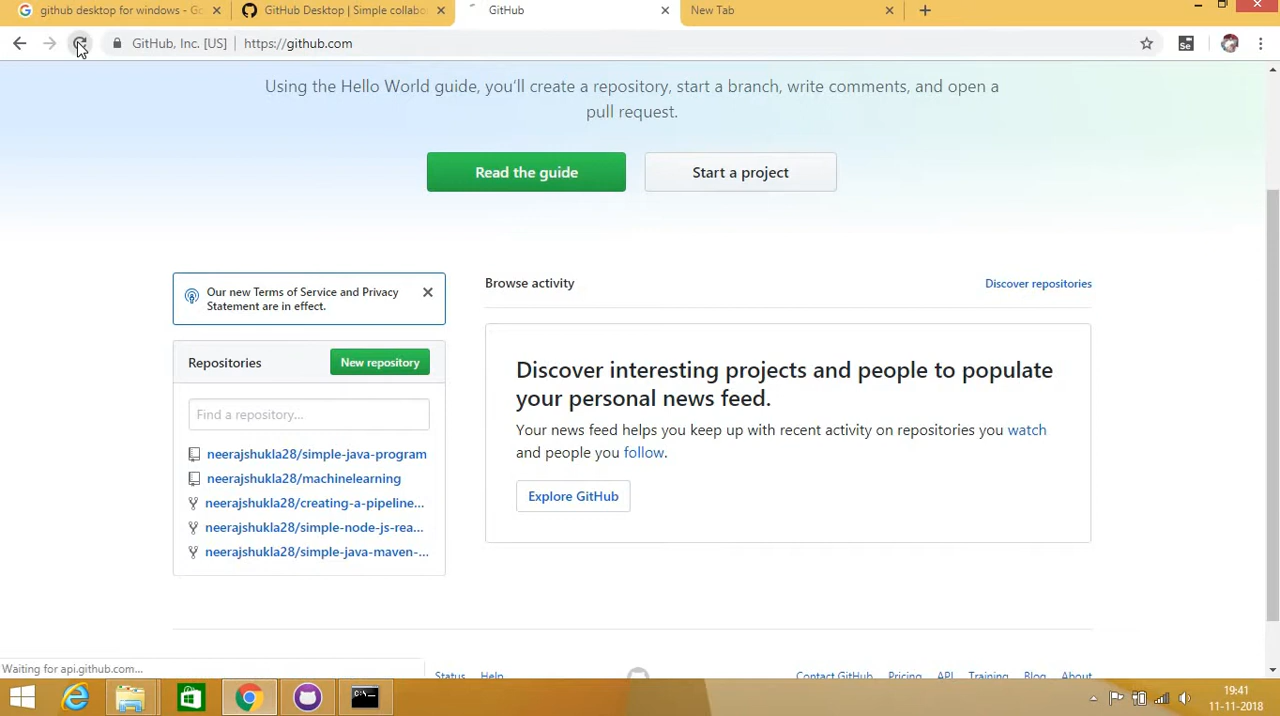 github desktop for windows - Go
GitHub Desktop | Simple collabo
GitHub
New Tab
GitHub, Inc. [US]
https://github.com
Se
Using the Hello World guide, you'll create a repository, start a branch, write comments, and open a
pull request.
Read the guide
Start a project
Our new Terms of Service and Privacy
Statement are in effect.
Browse activity
Discover repositories
Repositories
New repository
Find a repository...
neerajshukla28/simple-java-program
neerajshukla28/machinelearning
neerajshukla28/creating-a-pipeline...
neerajshukla28/simple-node-js-rea...
neerajshukla28/simple-java-maven-...
Discover interesting projects and people to populate
your personal news feed.
Your news feed helps you keep up with recent activity on repositories you watch
and people you follow.
Explore GitHub
Waiting for api.github.com...
Status
Help
Contact GitHub
Pricing
API
Training
Blog
About
C:\.
19:41
11-11-2018